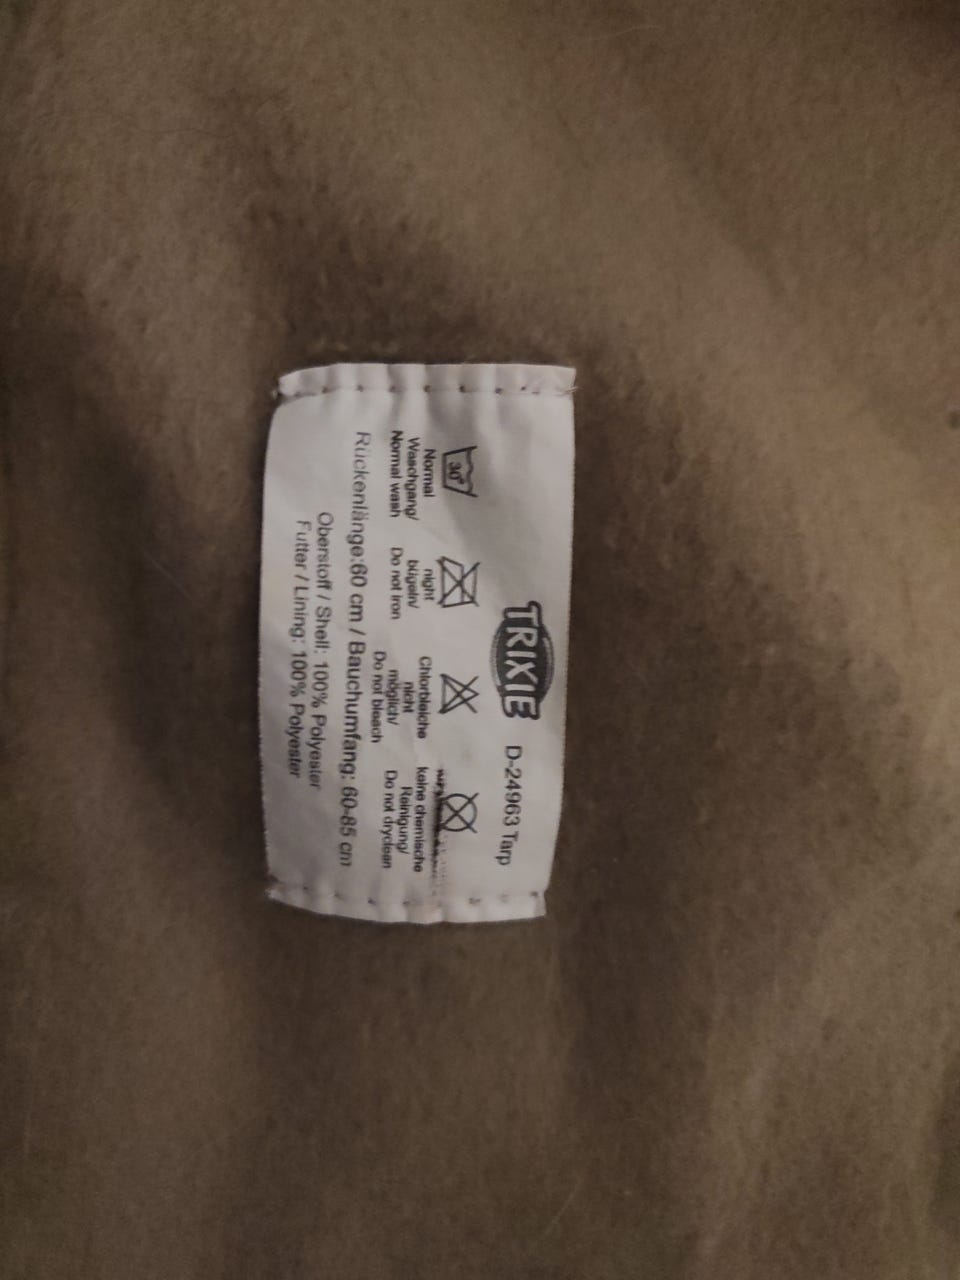 TRIXIE D-24963 Tarp
30°
Normal
Waschgang/
Normal wash
night
bügeln/
Do not iron
Chlorbleiche
nicht
möglich/
Do not bleach
keine chemische
Reinigung/
Do not dryclean
Rückenlänge:60 cm / Bauchumfang: 60-85 cm
Oberstoff / Shell: 100% Polyester
Futter / Lining: 100% Polyester